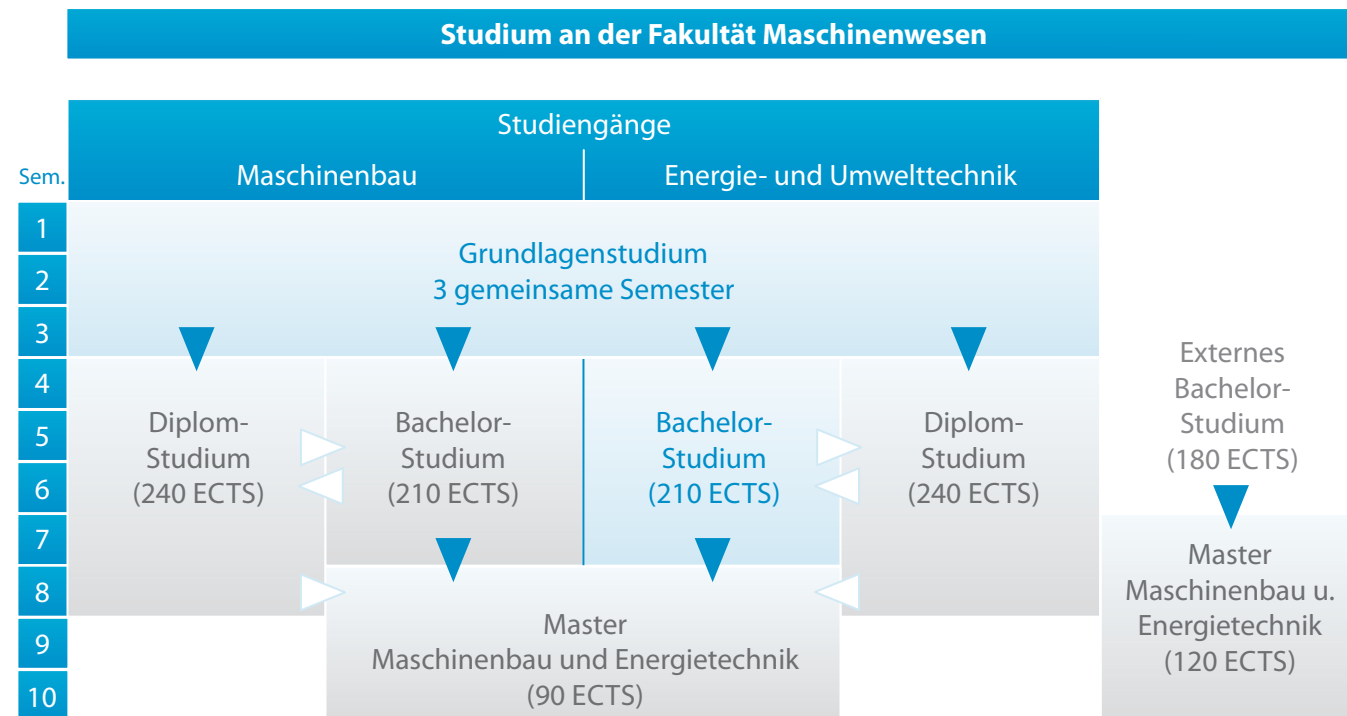 Studium an der Fakultät Maschinenwesen
Studiengänge
Sem.
Maschinenbau
Energie- und Umwelttechnik
1
2
3
4
5
6
7
8
9
10
Grundlagenstudium
3 gemeinsame Semester
Diplom-
Studium
(240 ECTS)
Bachelor-
Studium
(210 ECTS)
Bachelor-
Studium
(210 ECTS)
Diplom-
Studium
(240 ECTS)
Externes
Bachelor-
Studium
(180 ECTS)
Master
Maschinenbau und Energietechnik
(90 ECTS)
Master
Maschinenbau u.
Energietechnik
(120 ECTS)